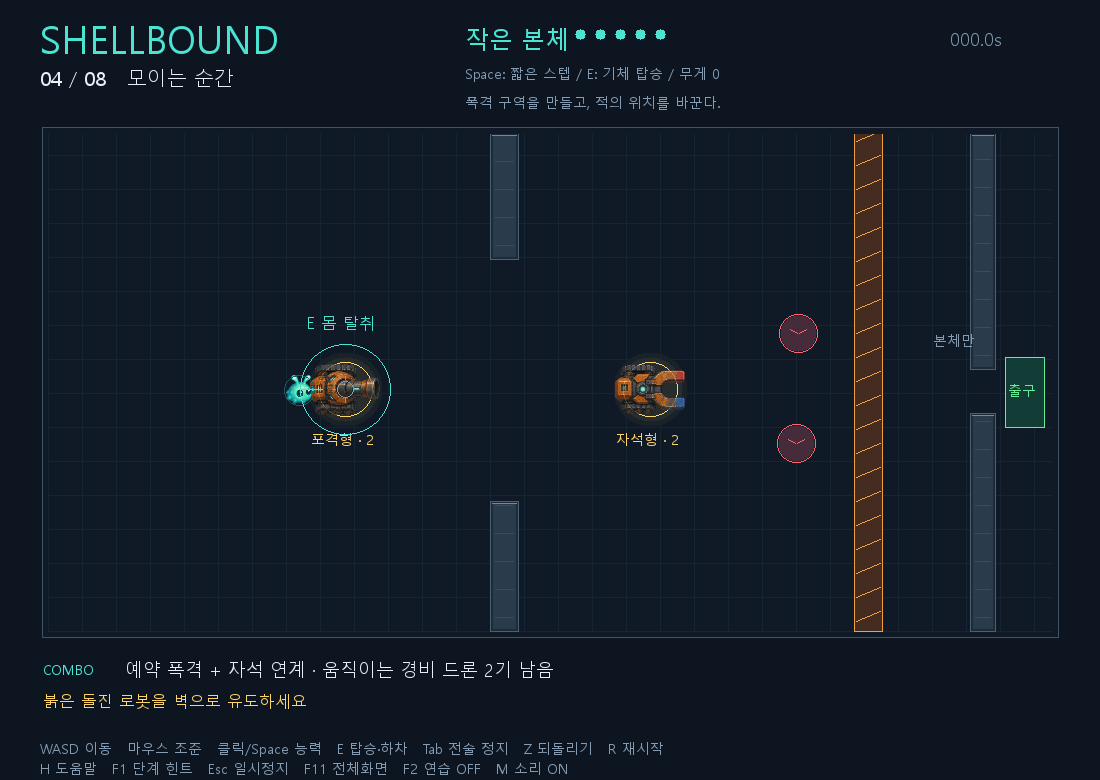 SHELLBOUND
작은 본체
000.0s
04 / 08 모이는 순간
Space: 짧은 스텝 / E: 기체 탑승 / 무게 0
폭격 구역을 만들고, 적의 위치를 바꾼다.
E 몸 탈취
본체만
출구
포격형 · 2
자석형 · 2
COMBO 예약 폭격 + 자석 연계 · 움직이는 경비 드론 2기 남음
붉은 돌진 로봇을 벽으로 유도하세요
WASD 이동 마우스 조준 클릭/Space 능력 E 탑승·하차 Tab 전술 정지 Z 되돌리기 R 재시작
H 도움말 F1 단계 힌트 Esc 일시정지 F11 전체화면 F2 연습 OFF M 소리 ON